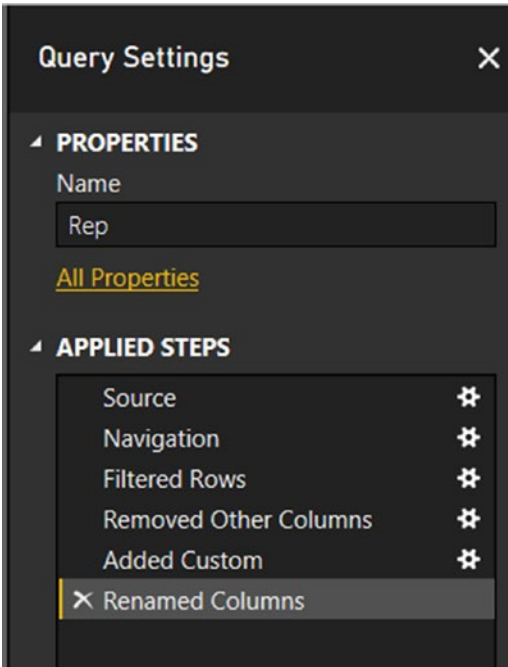 Query Settings
PROPERTIES
Name
Rep
All Properties
APPLIED STEPS
Source
Navigation
Filtered Rows
Removed Other Columns
Added Custom
Renamed Columns